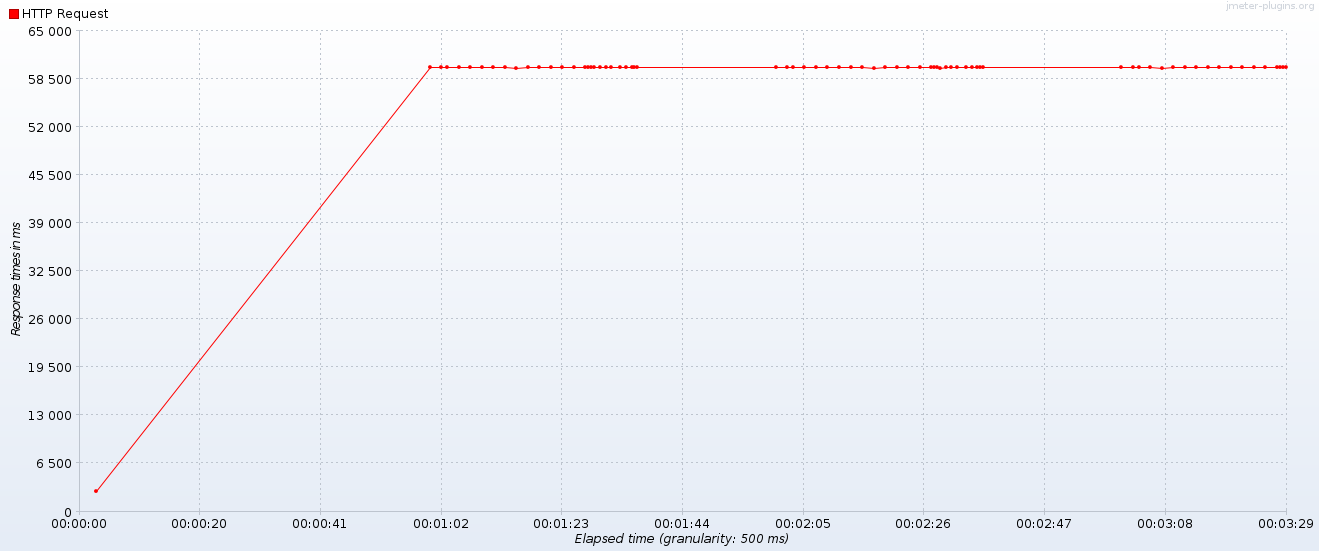 jmeter-plugins.org
HTTP Request
65 000
58 500
52 000
45 500
39 000
32 500
26 000
19 500
13 000
6 500
0
Response times in ms
00:00:00 00:00:20 00:00:41 00:01:02 00:01:23 00:01:44 00:02:05 00:02:26 00:02:47 00:03:08 00:03:29
Elapsed time (granularity: 500 ms)